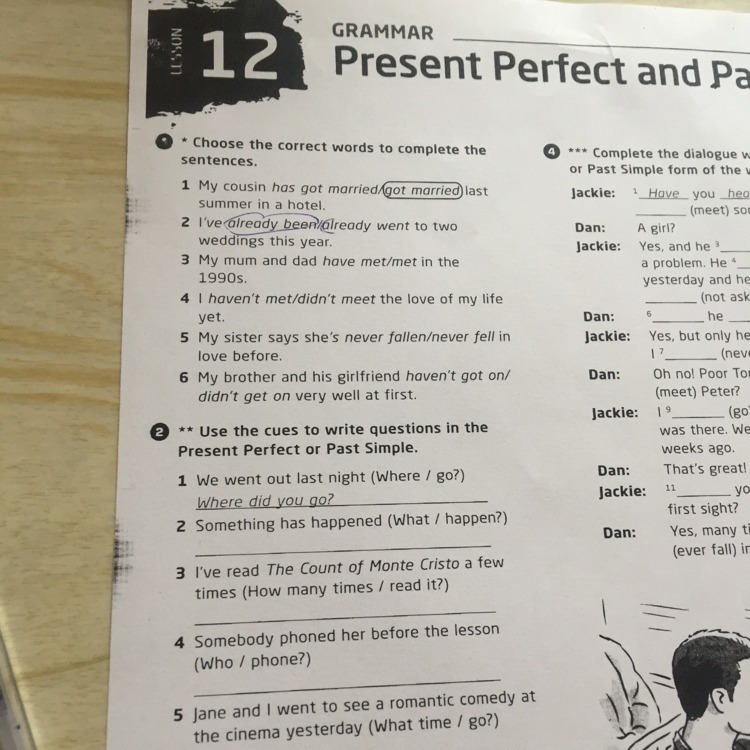 LESSON
12
GRAMMAR
Present Perfect and Pa
1 * Choose the correct words to complete the
sentences.
1 My cousin has got married/got married last
summer in a hotel.
2 I've already been/already went to two
weddings this year.
3 My mum and dad have met/met in the
1990s.
4 I haven't met/didn't meet the love of my life
yet.
5 My sister says she's never fallen/never fell in
love before.
6 My brother and his girlfriend haven't got on/
didn't get on very well at first.
2 ** Use the cues to write questions in the
Present Perfect or Past Simple.
1 We went out last night (Where / go?)
Where did you go?
2 Something has happened (What / happen?)
3 I've read The Count of Monte Cristo a few
times (How many times / read it?)
4 Somebody phoned her before the lesson
(Who / phone?)
5 Jane and I went to see a romantic comedy at
the cinema yesterday (What time / go?)
4 *** Complete the dialogue w
or Past Simple form of the v
Jackie: 1 Have you hea
(meet) sor
Dan: A girl?
Jackie: Yes, and he 3
a problem. He 4
yesterday and he
(not ask
Dan: 6 he
Jackie: Yes, but only he
I 7 (neve
Dan: Oh no! Poor Tor
(meet) Peter?
Jackie: I 9 (go
was there. We
weeks ago.
Dan: That's great!
Jackie: 11 yo
first sight?
Dan: Yes, many ti
(ever fall) in